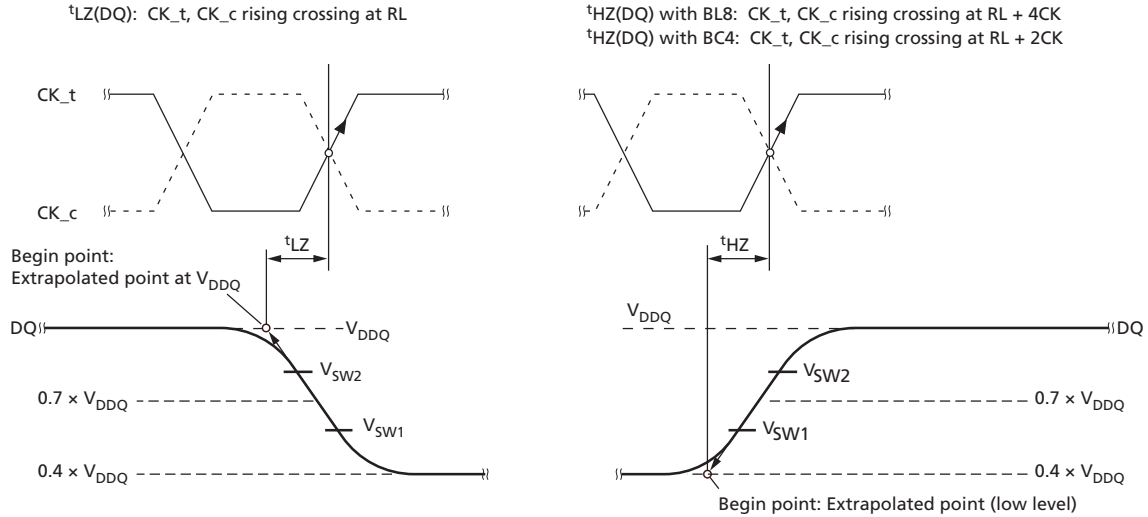 tLZ(DQ): CK_t, CK_c rising crossing at RL
tHZ(DQ) with BL8: CK_t, CK_c rising crossing at RL + 4CK
tHZ(DQ) with BC4: CK_t, CK_c rising crossing at RL + 2CK
CK_t
CK_c
tLZ
tHZ
Begin point:
Extrapolated point at VDDQ
DQ
VDDQ
VSW2
0.7 × VDDQ
VSW1
0.4 × VDDQ
VDDQ
DQ
VSW2
0.7 × VDDQ
VSW1
0.4 × VDDQ
Begin point: Extrapolated point (low level)